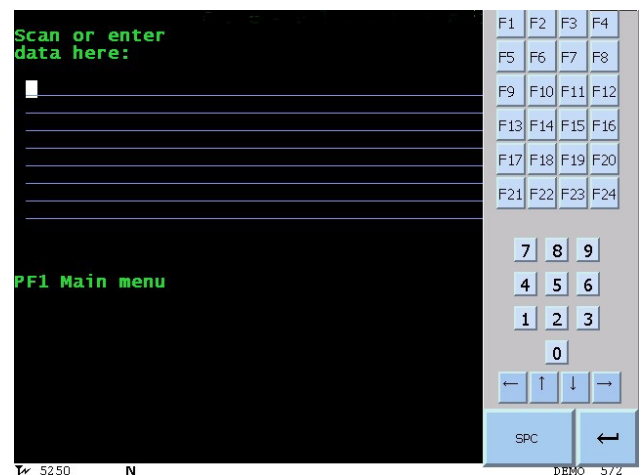 Scan or enter
data here:
PF1 Main menu
F1 F2 F3 F4
F5 F6 F7 F8
F9 F10 F11 F12
F13 F14 F15 F16
F17 F18 F19 F20
F21 F22 F23 F24
7 8 9
4 5 6
1 2 3
0
← ↑ ↓ →
SPC ↵
5250 N DEMO 5/2